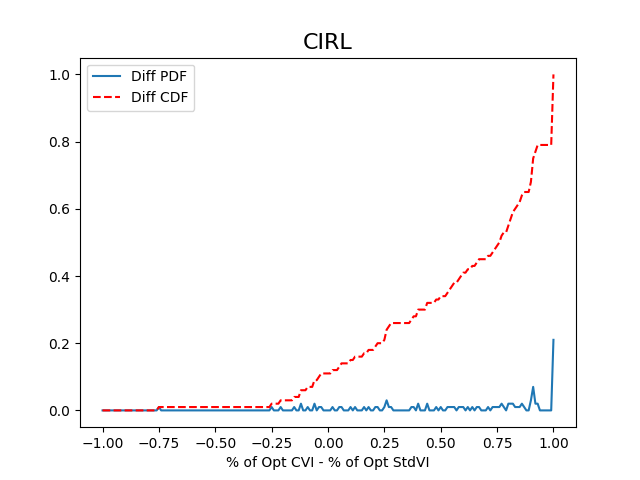 CIRL
Diff PDF
Diff CDF
1.0
0.8
0.6
0.4
0.2
0.0
−1.00 −0.75 −0.50 −0.25 0.00 0.25 0.50 0.75 1.00
% of Opt CVI - % of Opt StdVI